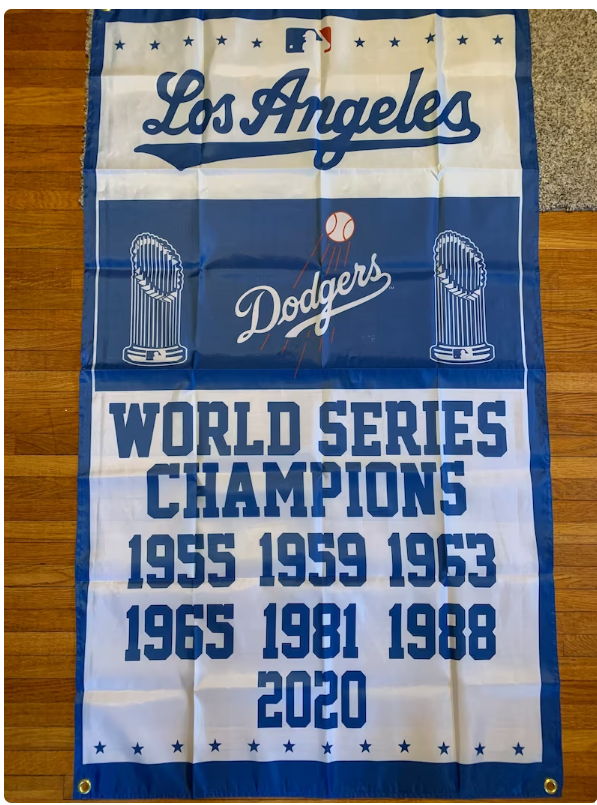 Los Angeles
Dodgers
WORLD SERIES
CHAMPIONS
1955 1959 1963
1965 1981 1988
2020